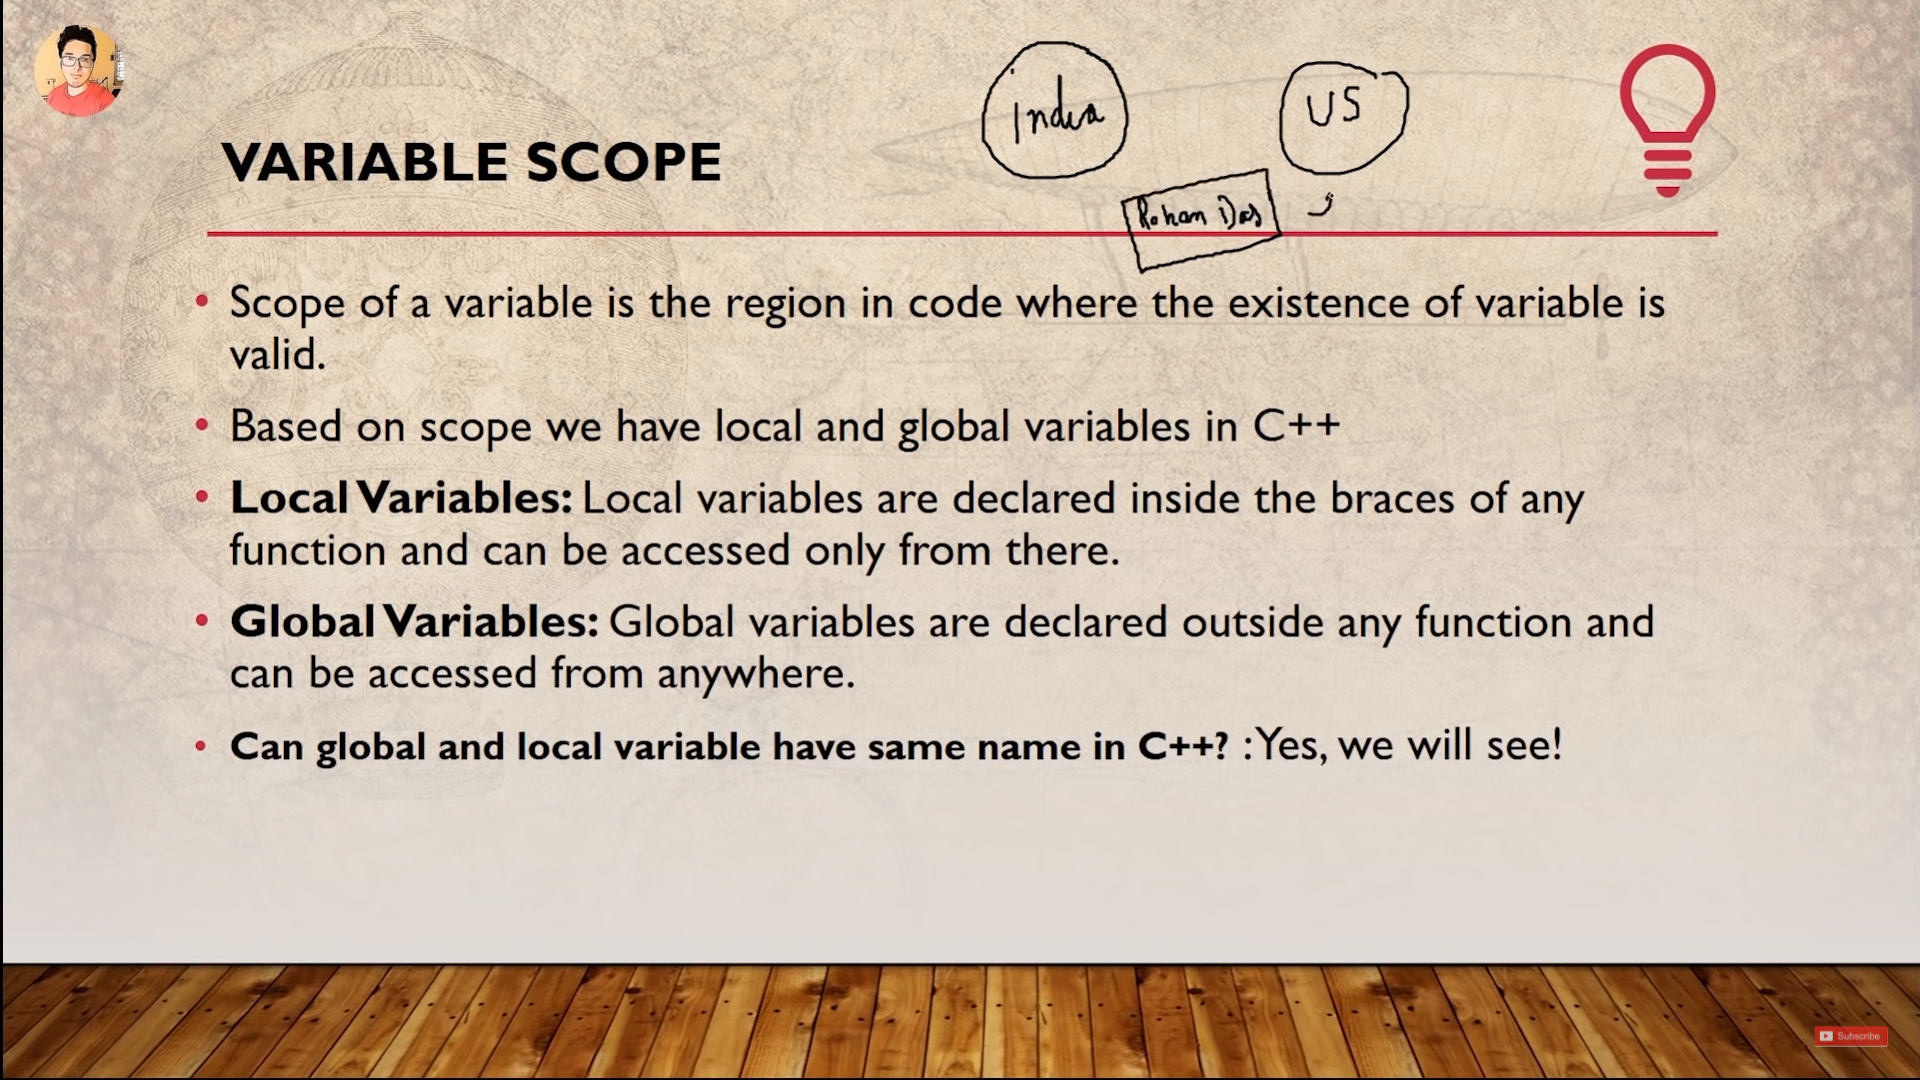 India
US
Rohan Das
VARIABLE SCOPE
• Scope of a variable is the region in code where the existence of variable is
valid.
• Based on scope we have local and global variables in C++
• Local Variables: Local variables are declared inside the braces of any
function and can be accessed only from there.
• Global Variables: Global variables are declared outside any function and
can be accessed from anywhere.
• Can global and local variable have same name in C++? : Yes, we will see!
Subscribe